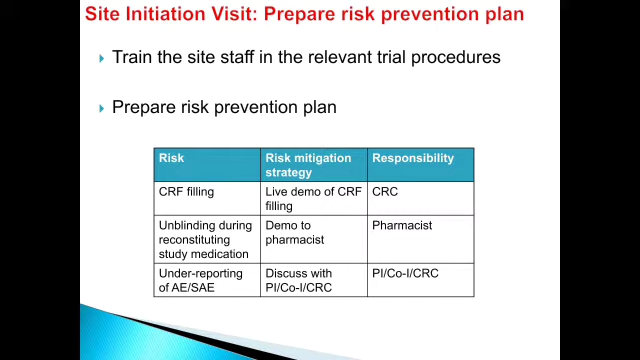 Site Initiation Visit: Prepare risk prevention plan
Train the site staff in the relevant trial procedures
Prepare risk prevention plan
Risk
Risk mitigation
strategy
Responsibility
CRF filling
Live demo of CRF
filling
CRC
Unblinding during
reconstituting
study medication
Demo to
pharmacist
Pharmacist
Under-reporting
of AE/SAE
Discuss with
PI/Co-I/CRC
PI/Co-I/CRC